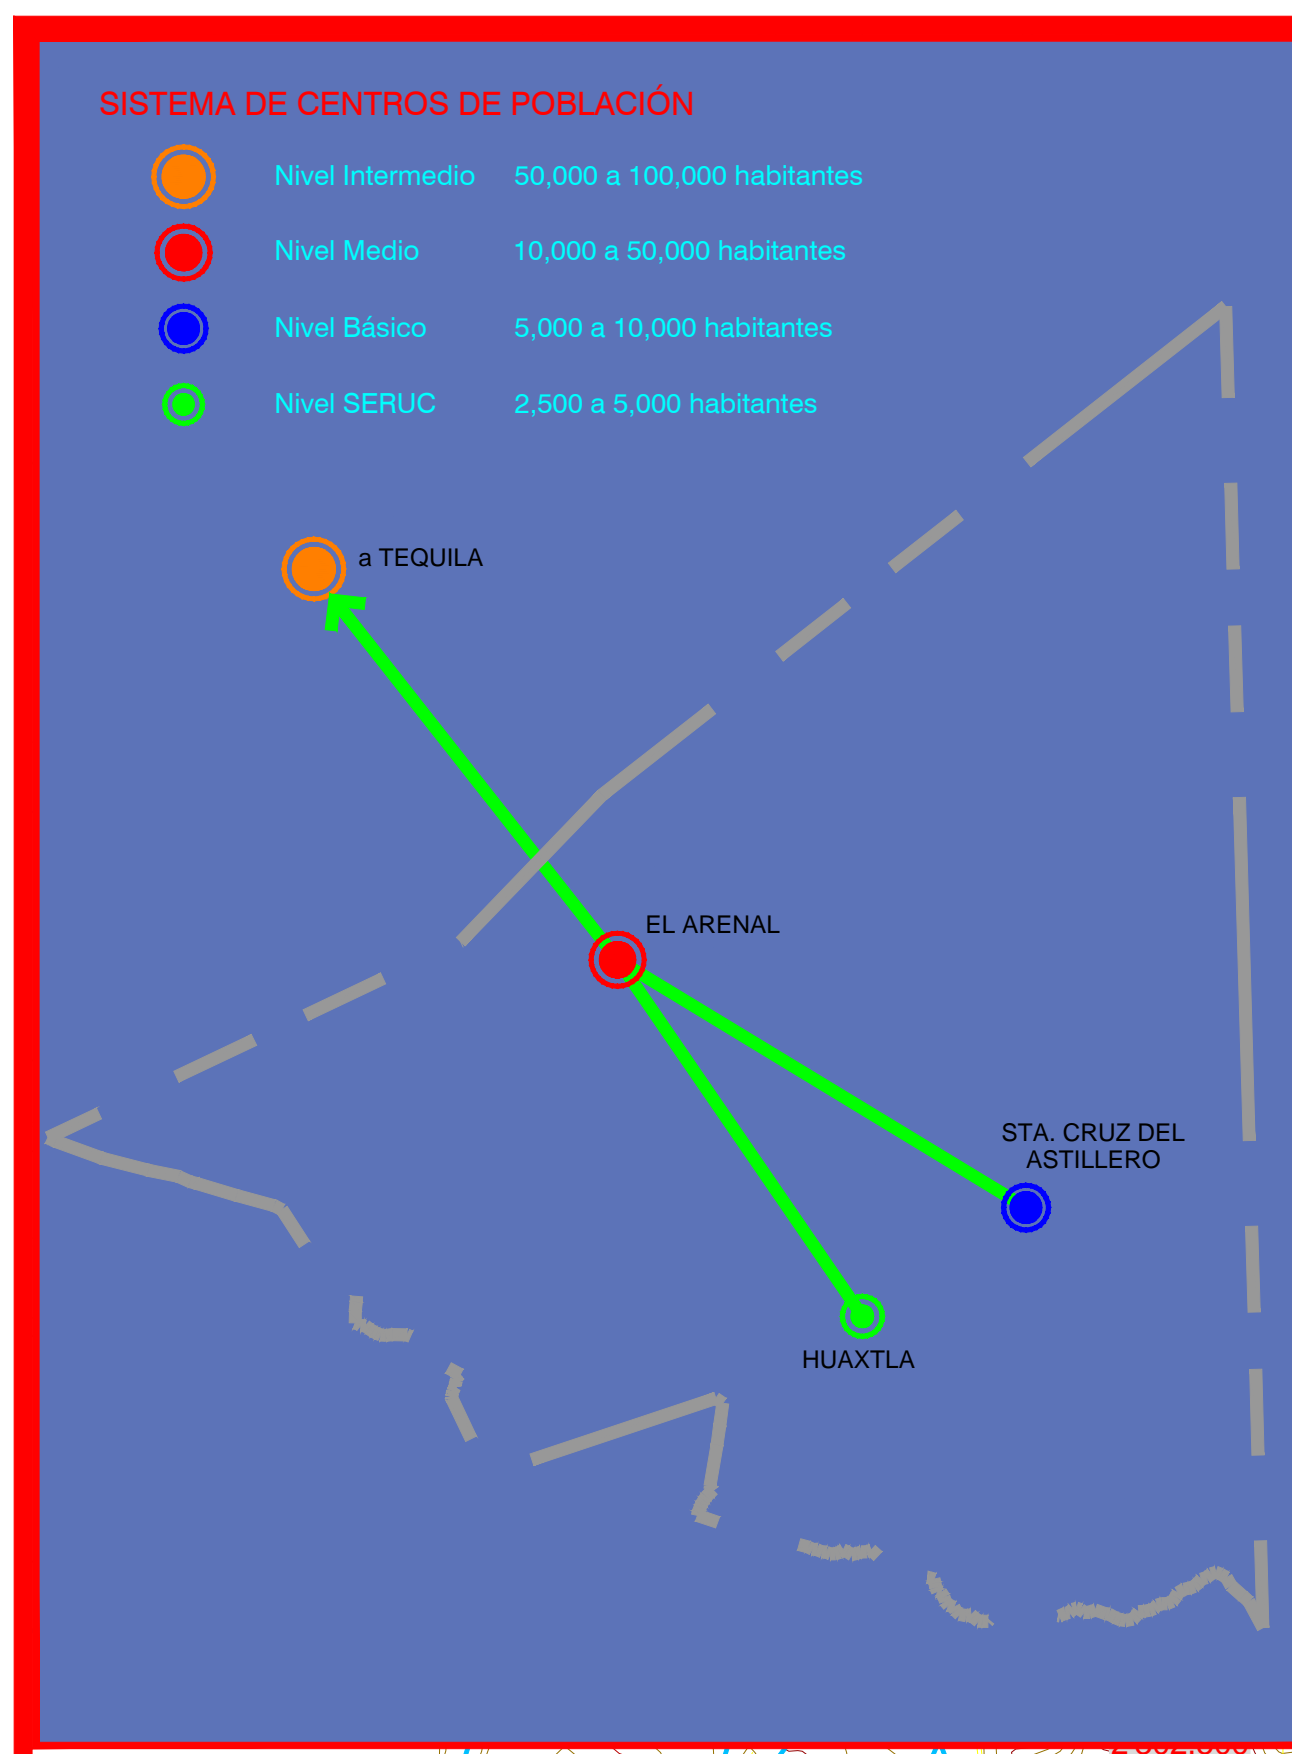 SISTEMA DE CENTROS DE POBLACIÓN
Nivel Intermedio 50,000 a 100,000 habitantes
Nivel Medio 10,000 a 50,000 habitantes
Nivel Básico 5,000 a 10,000 habitantes
Nivel SERUC 2,500 a 5,000 habitantes
a TEQUILA
EL ARENAL
STA. CRUZ DEL
ASTILLERO
HUAXTLA